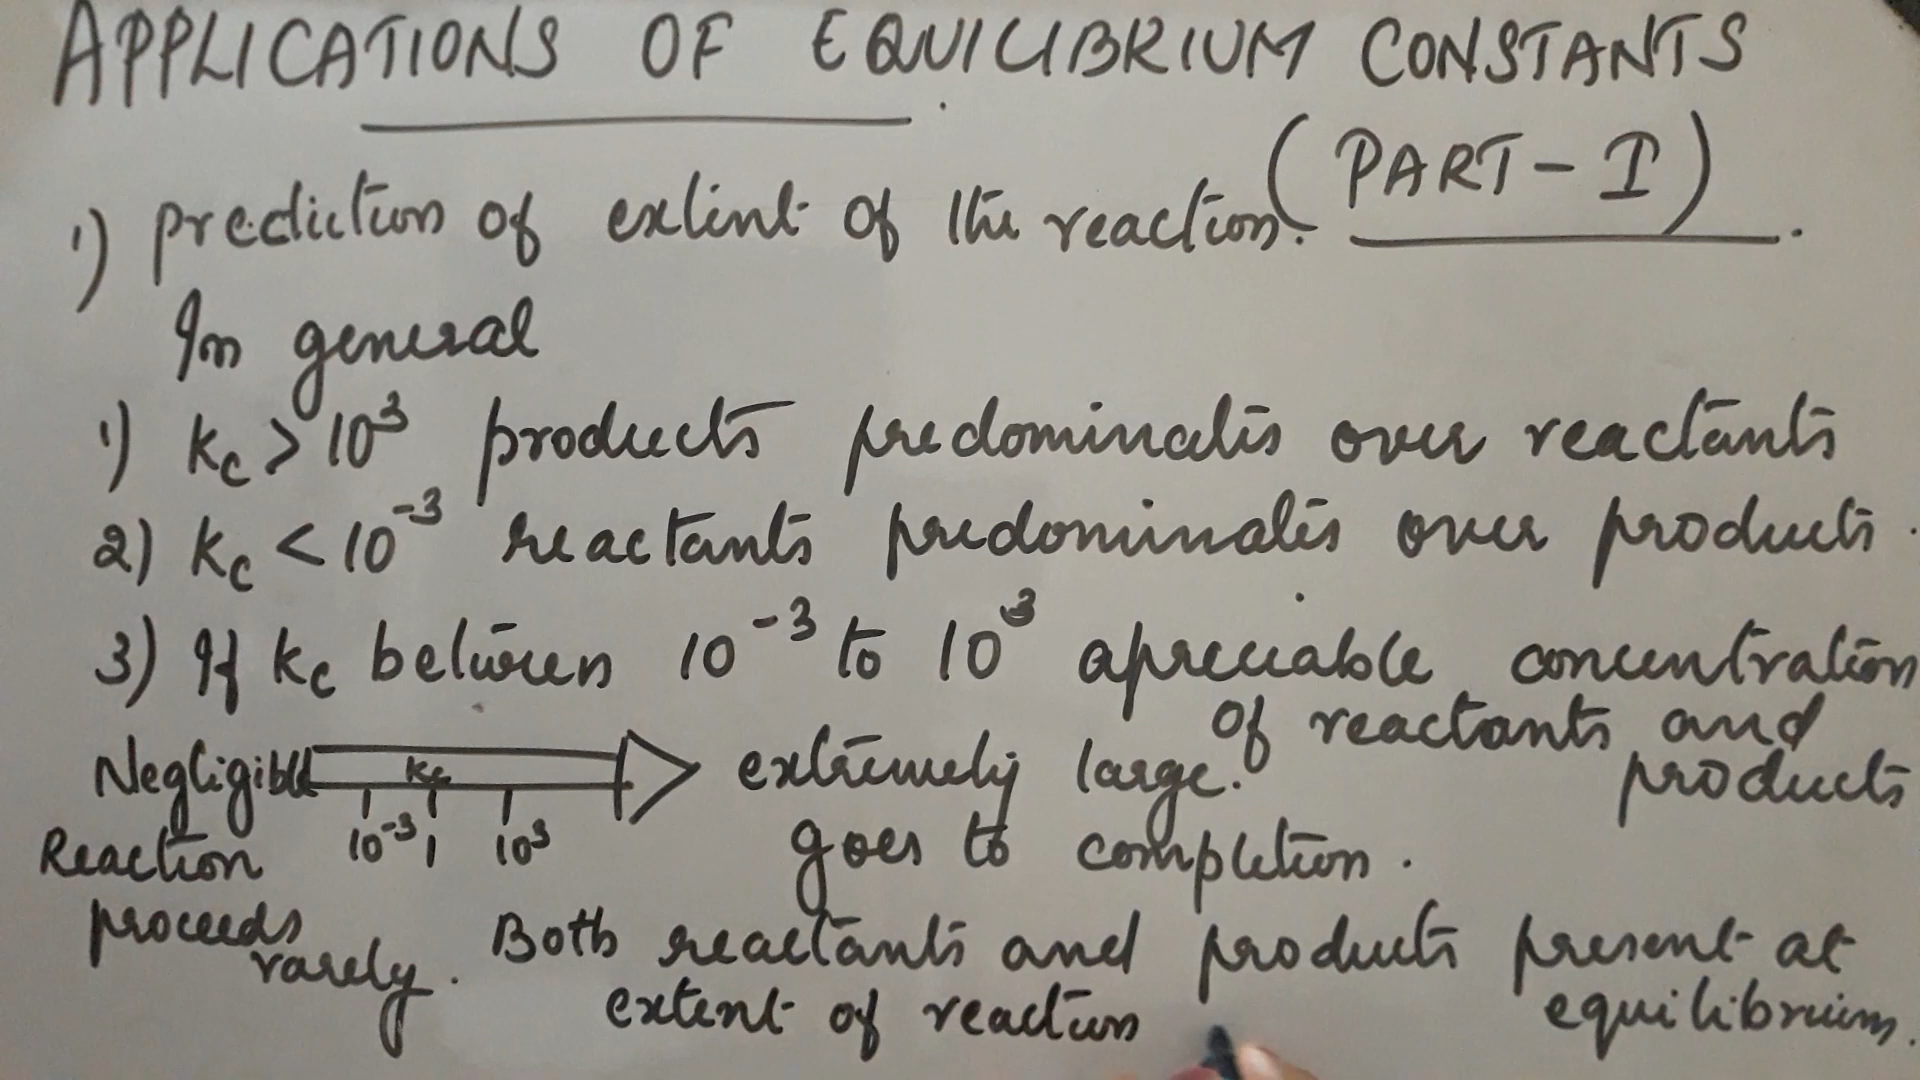 APPLICATIONS OF EQUILIBRIUM CONSTANTS
(PART-I).
1) prediction of extent of the reaction.
In general
1) Kc > 10³ products predominates over reactants
2) Kc < 10⁻³ reactants predominates over products.
3) If Kc between 10⁻³ to 10³ apreciable concentration
of reactants and
products
Negligible Kc extremely large.
10⁻³ 1 10³
Reaction goes to completion.
proceeds
rarely. Both reactants and products present at
equilibrium.
extent of reaction